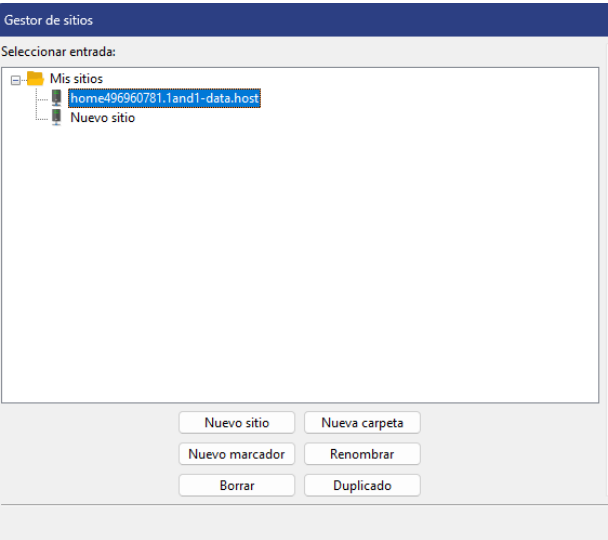 Gestor de sitios
Seleccionar entrada:
Mis sitios
home496960781.1and1-data.host
Nuevo sitio
Nuevo sitio Nueva carpeta
Nuevo marcador Renombrar
Borrar Duplicado